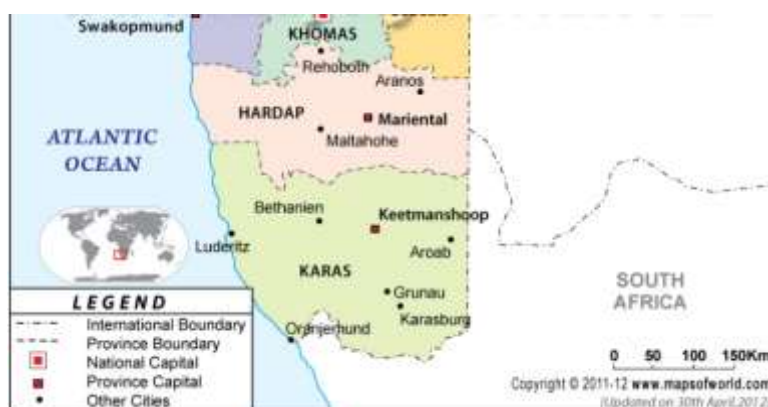 Swakopmund
KHOMAS
Rehoboth
Aranos
HARDAP
Mariental
Maltahohe
ATLANTIC
OCEAN
Bethanien
Keetmanshoop
Luderitz
Aroab
KARAS
SOUTH
AFRICA
Grunau
Karasburg
Oranjerhund
LEGEND
International Boundary
Province Boundary
National Capital
Province Capital
Other Cities
0 50 100 150Km
Copyright © 2011-12 www.mapsofworld.com
(Updated on 30th April,2012)